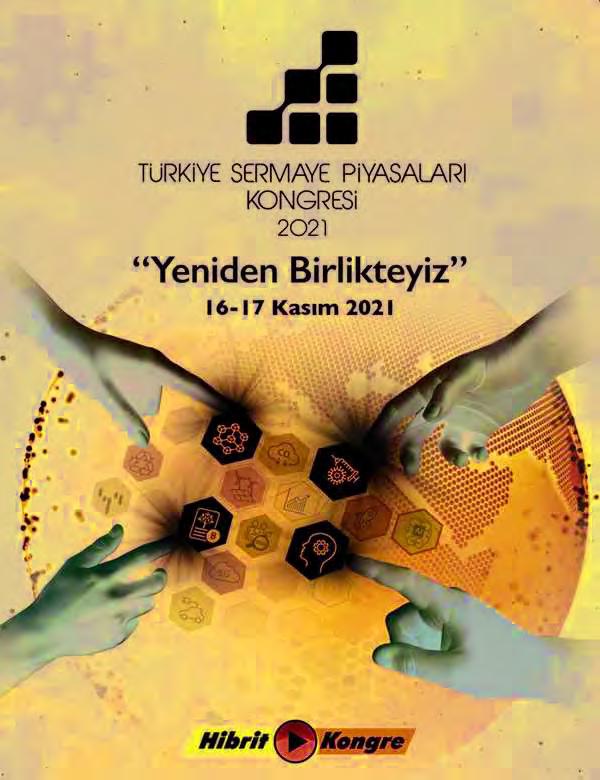 TÜRKİYE SERMAYE PİYASALARI
KONGRESİ
2021
“Yeniden Birlikteyiz”
16-17 Kasım 2021
Hibrit Kongre